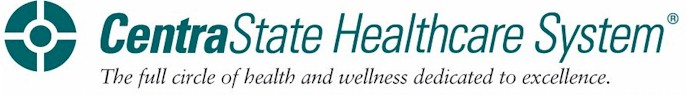 CentraState Healthcare System®
The full circle of health and wellness dedicated to excellence.